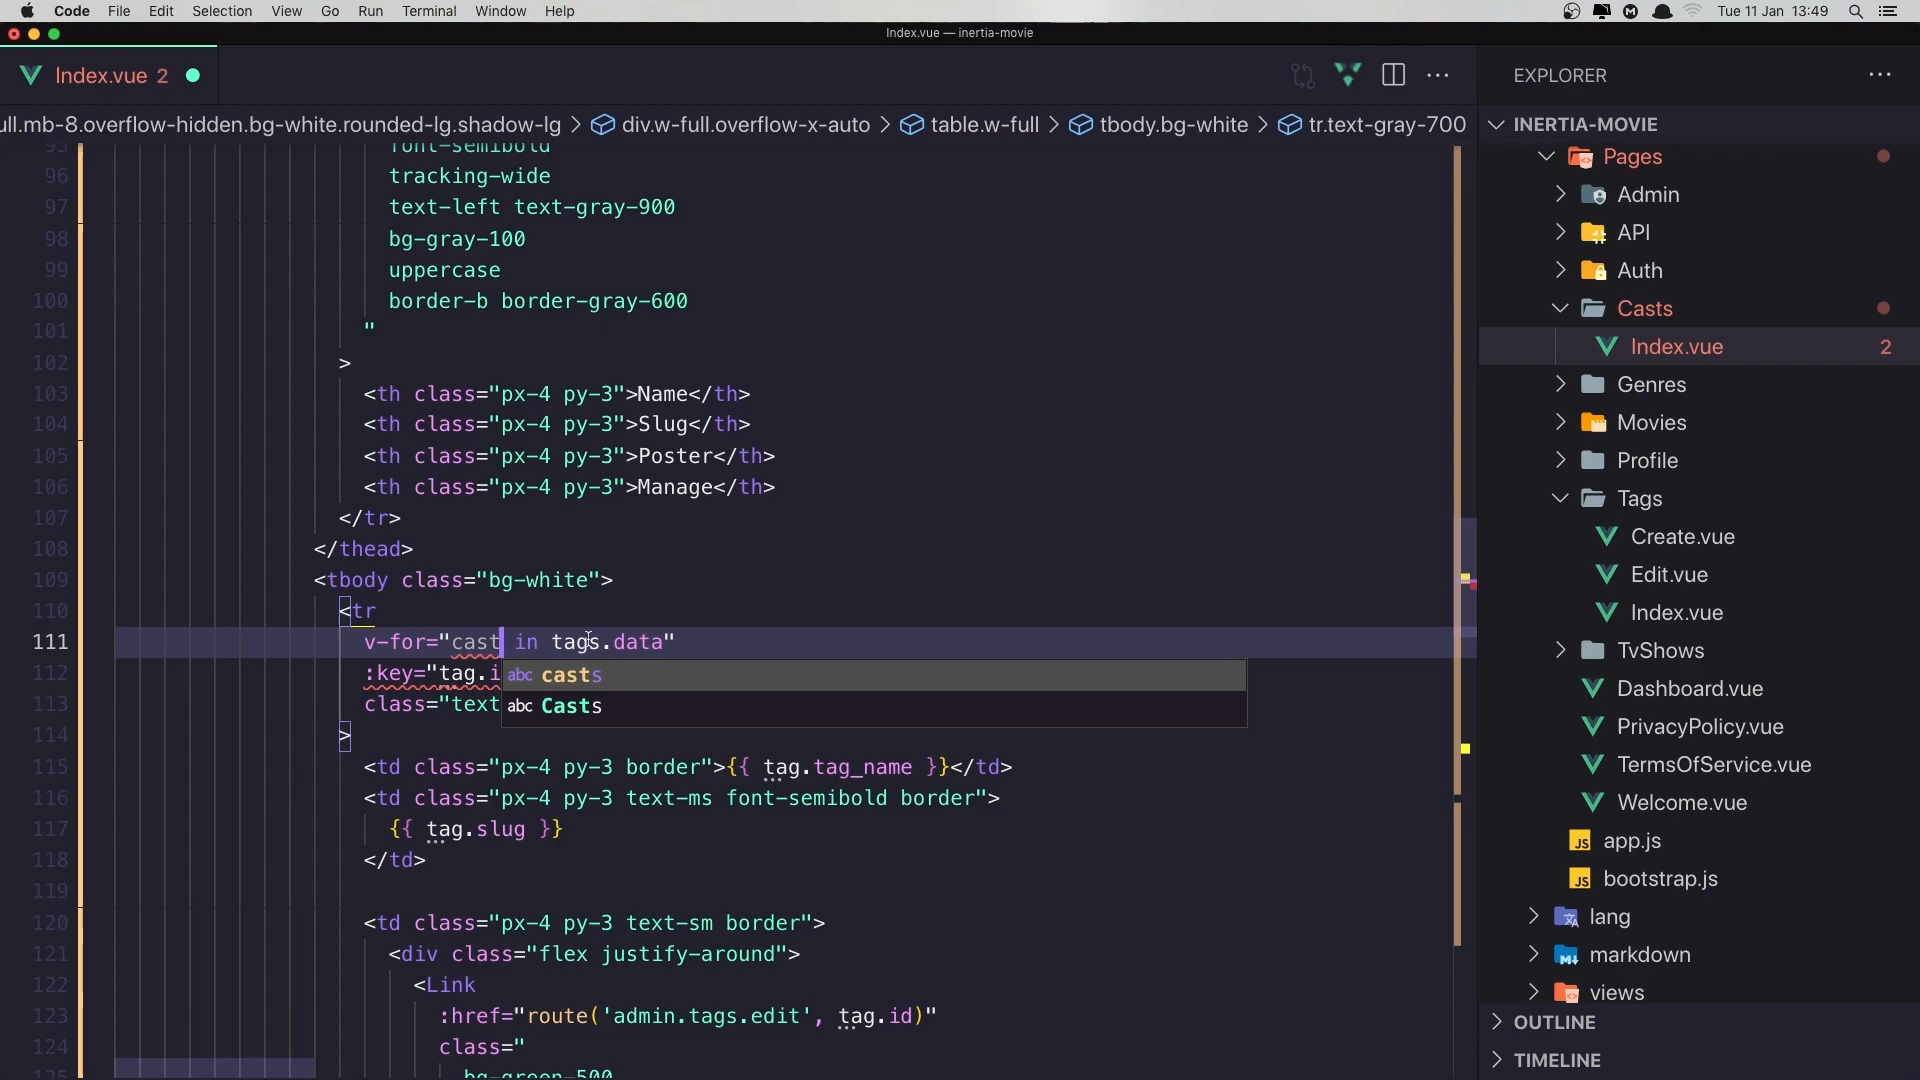 Code File Edit Selection View Go Run Terminal Window Help
Tue 11 Jan 13:49
Index.vue — inertia-movie
Index.vue 2
EXPLORER
ull.mb-8.overflow-hidden.bg-white.rounded-lg.shadow-lg > div.w-full.overflow-x-auto > table.w-full > tbody.bg-white > tr.text-gray-700
95 font-semibold
96 tracking-wide
97 text-left text-gray-900
98 bg-gray-100
99 uppercase
100 border-b border-gray-600
101 "
102 >
103 <th class="px-4 py-3">Name</th>
104 <th class="px-4 py-3">Slug</th>
105 <th class="px-4 py-3">Poster</th>
106 <th class="px-4 py-3">Manage</th>
107 </tr>
108 </thead>
109 <tbody class="bg-white">
110 <tr
111 v-for="cast in tags.data"
112 :key="tag.i
abc casts
113 class="text
abc Casts
114 >
115 <td class="px-4 py-3 border">{{ tag.tag_name }}</td>
116 <td class="px-4 py-3 text-ms font-semibold border">
117 {{ tag.slug }}
118 </td>
119
120 <td class="px-4 py-3 text-sm border">
121 <div class="flex justify-around">
122 <Link
123 :href="route('admin.tags.edit', tag.id)"
124 class="
125 bg-green-500
INERTIA-MOVIE
Pages
Admin
API
Auth
Casts
Index.vue 2
Genres
Movies
Profile
Tags
Create.vue
Edit.vue
Index.vue
TvShows
Dashboard.vue
PrivacyPolicy.vue
TermsOfService.vue
Welcome.vue
JS app.js
JS bootstrap.js
lang
markdown
views
OUTLINE
TIMELINE